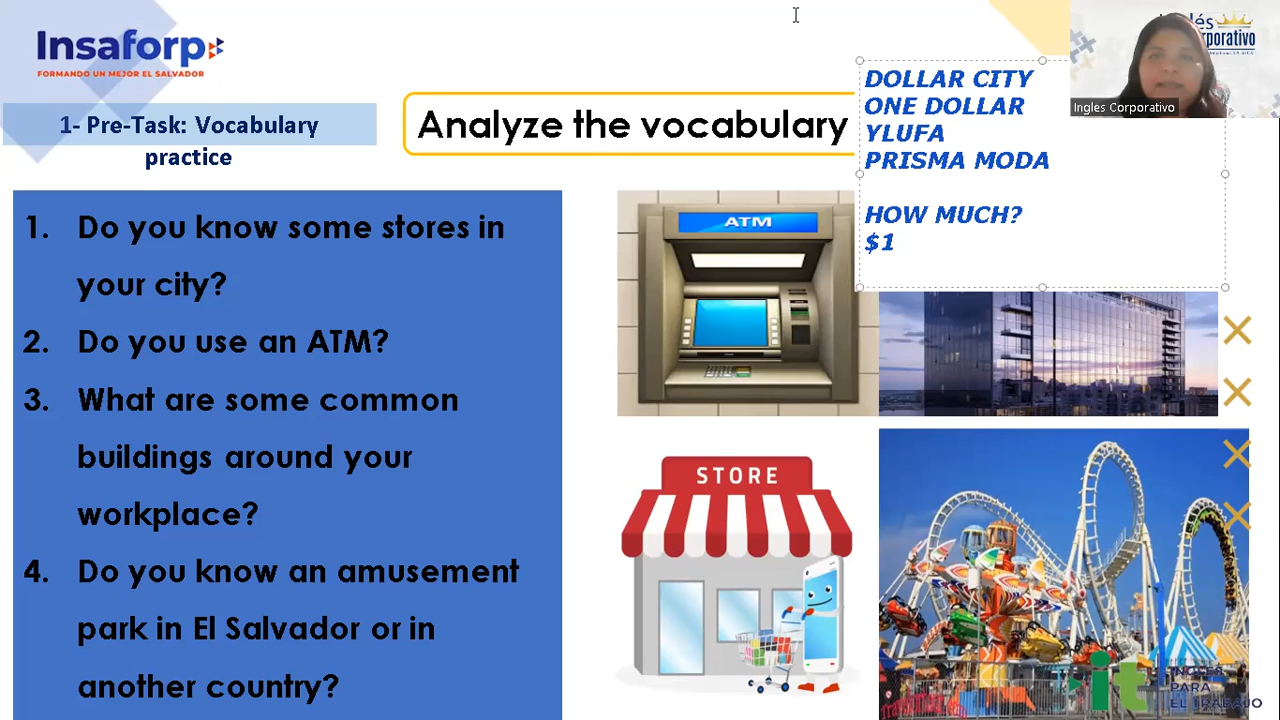 Insaforp
FORMANDO UN MEJOR EL SALVADOR
1- Pre-Task: Vocabulary
practice
Analyze the vocabulary
DOLLAR CITY
ONE DOLLAR
YLUFA
PRISMA MODA
HOW MUCH?
$1
Inglés
Corporativo
Ingles Corporativo
1. Do you know some stores in
your city?
2. Do you use an ATM?
3. What are some common
buildings around your
workplace?
4. Do you know an amusement
park in El Salvador or in
another country?
ATM
STORE
it
INGLÉS
PARA
EL TRABAJO